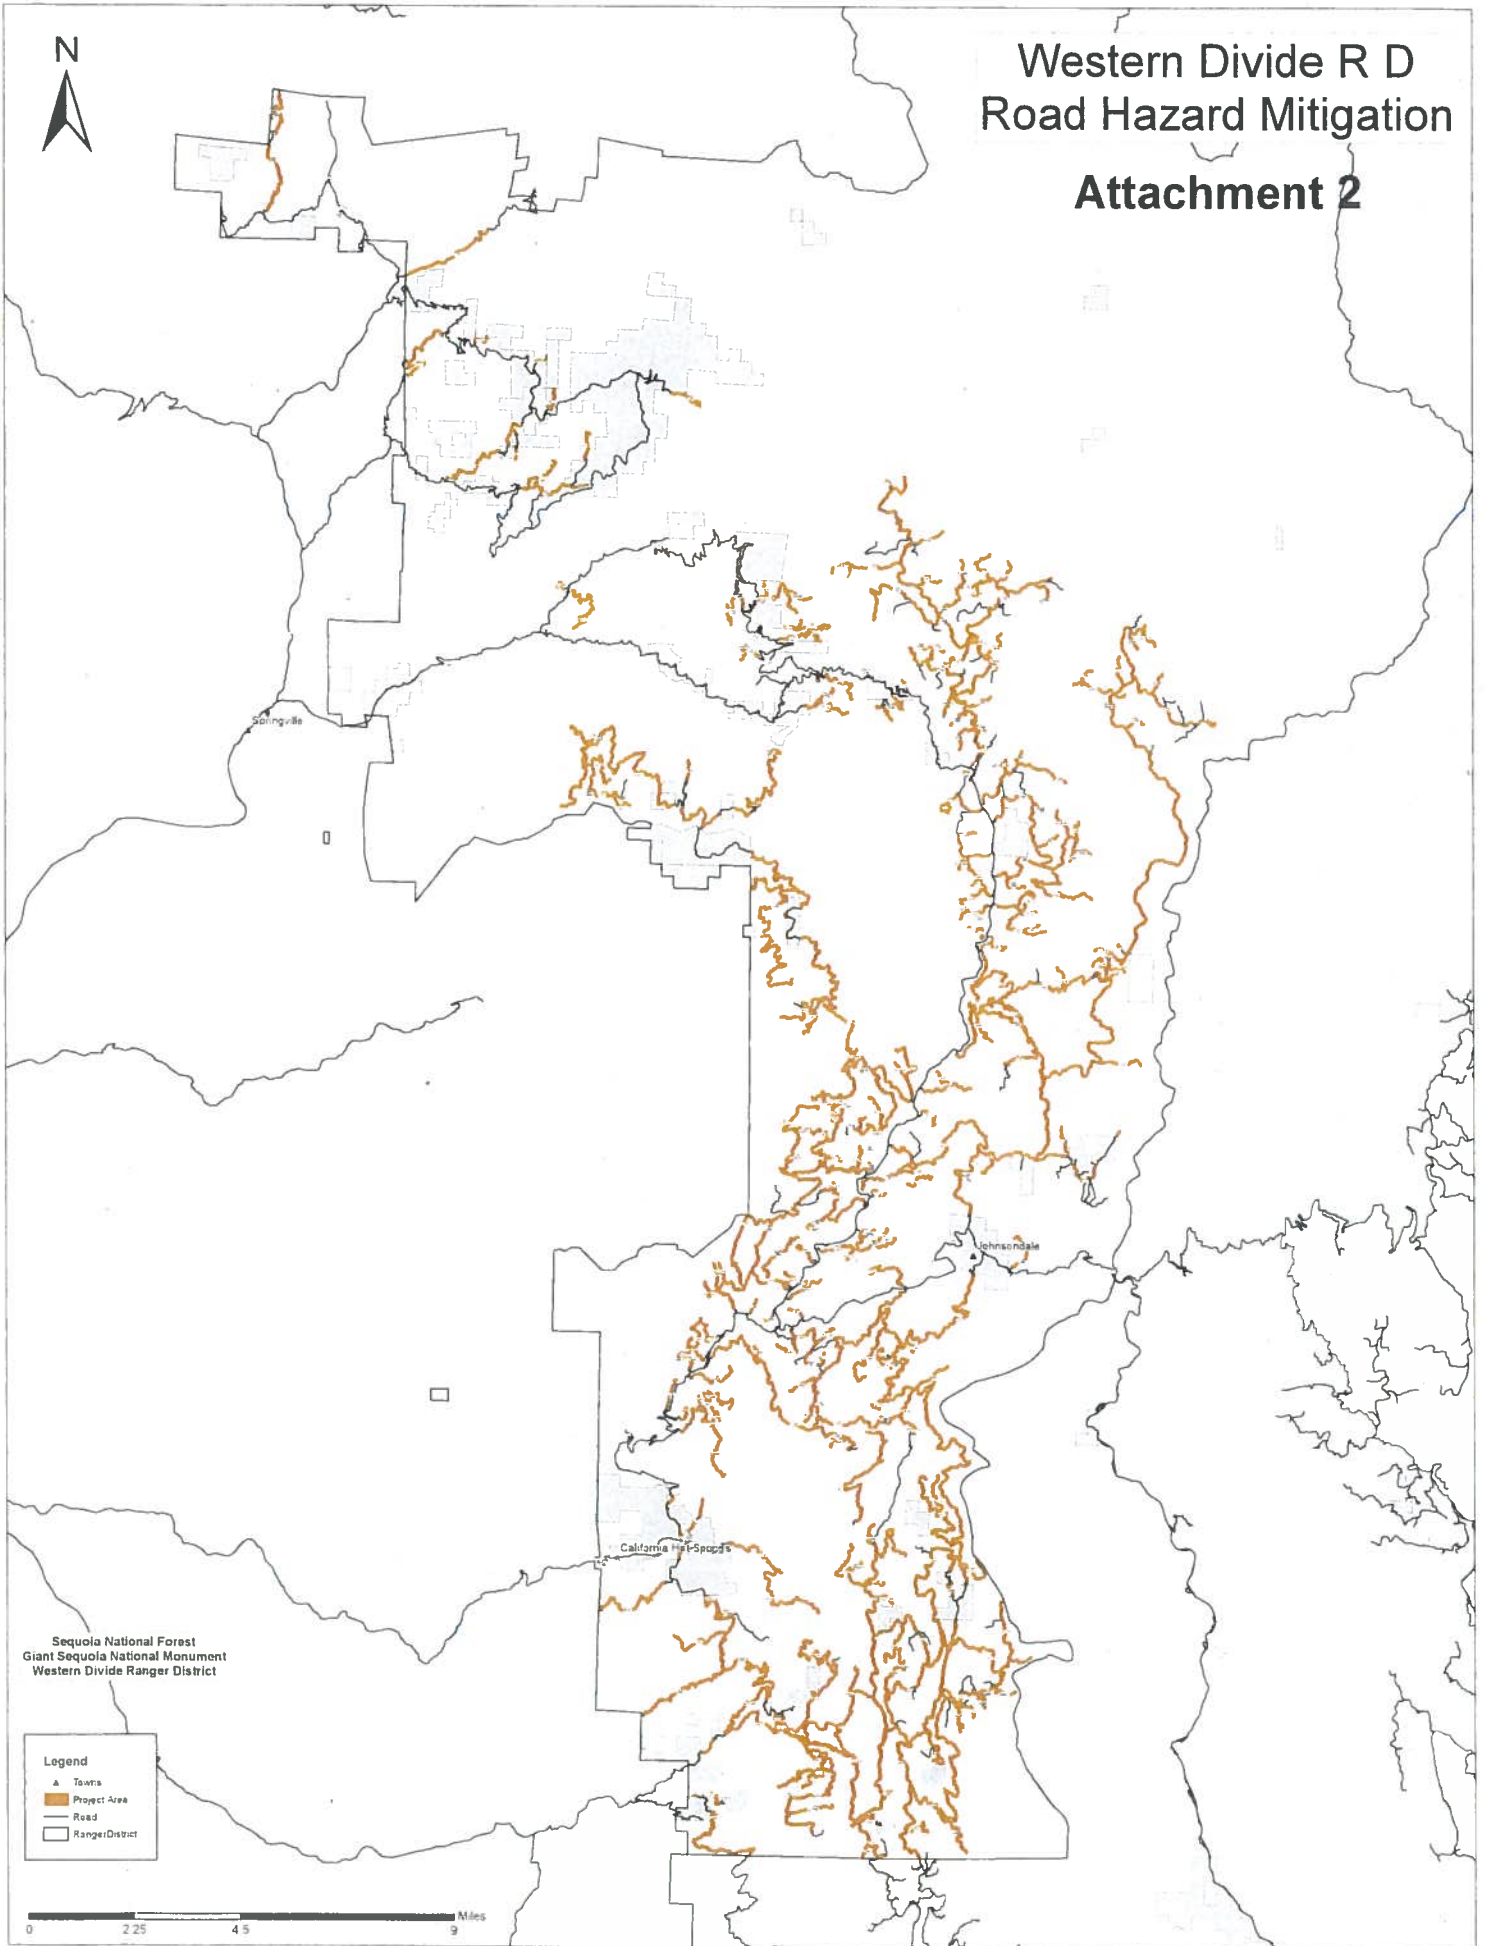 N
Western Divide R D
Road Hazard Mitigation
Attachment 2
Springville
Johnsondale
California Hot Springs
Sequoia National Forest
Giant Sequoia National Monument
Western Divide Ranger District
Legend
Towns
Project Area
Road
RangerDistrict
Miles
0 2.25 4.5 9